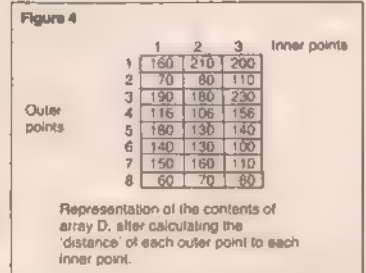 Figure 4
1 2 3 Inner points
1 160 210 200
2 70 80 110
3 190 180 230
Outer
points
4 116 106 156
5 180 130 140
6 140 130 100
7 150 160 110
8 60 70 60
Representation of the contents of
array D, after calculating the
'distance' of each outer point to each
inner point.